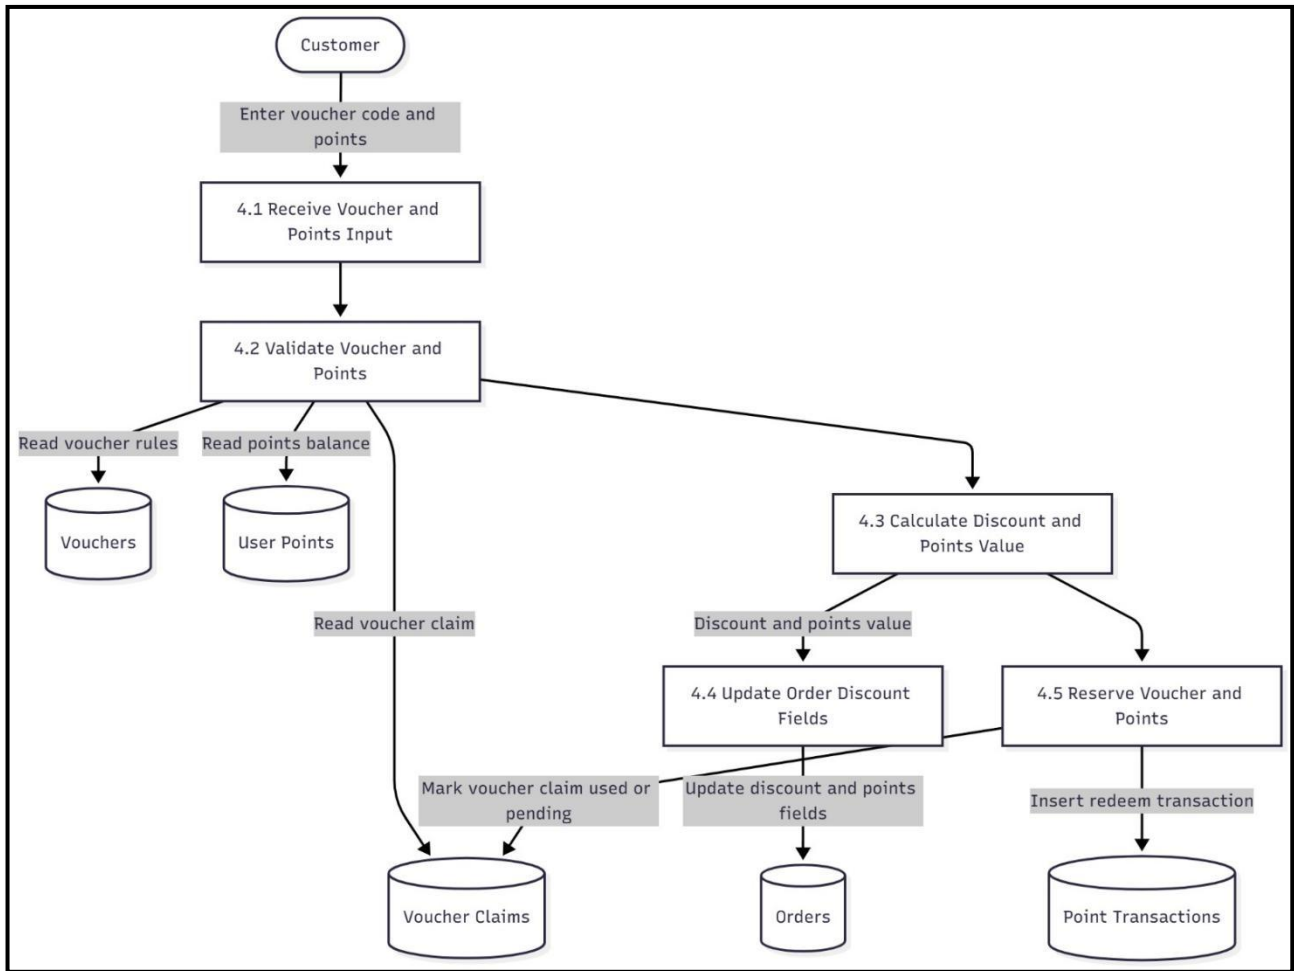 Customer
Enter voucher code and
points
4.1 Receive Voucher and
Points Input
4.2 Validate Voucher and
Points
Read voucher rules
Read points balance
Vouchers
User Points
4.3 Calculate Discount and
Points Value
Read voucher claim
Discount and points value
4.4 Update Order Discount
Fields
4.5 Reserve Voucher and
Points
Mark voucher claim used or
pending
Update discount and points
fields
Insert redeem transaction
Voucher Claims
Orders
Point Transactions